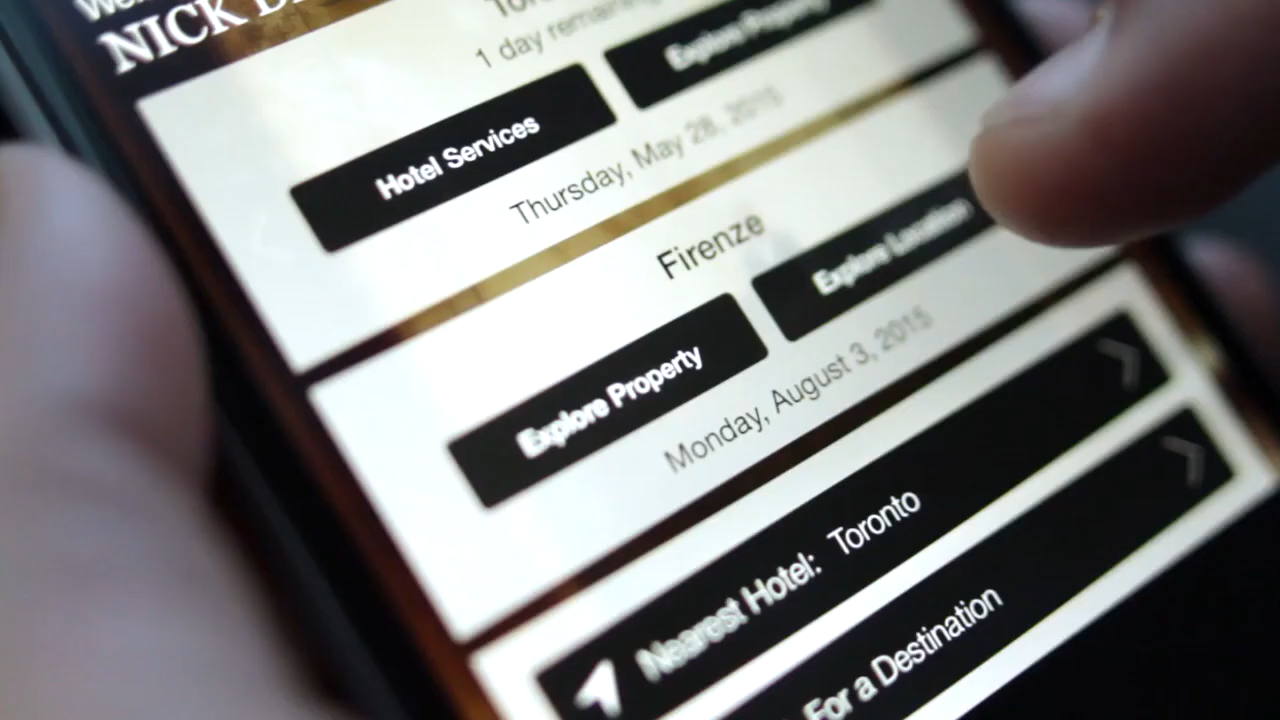 NICK
1 day remaining
Hotel Services
Explore Property
Thursday, May 28, 2015
Firenze
Explore Property
Explore Location
Monday, August 3, 2015
Nearest Hotel: Toronto
For a Destination